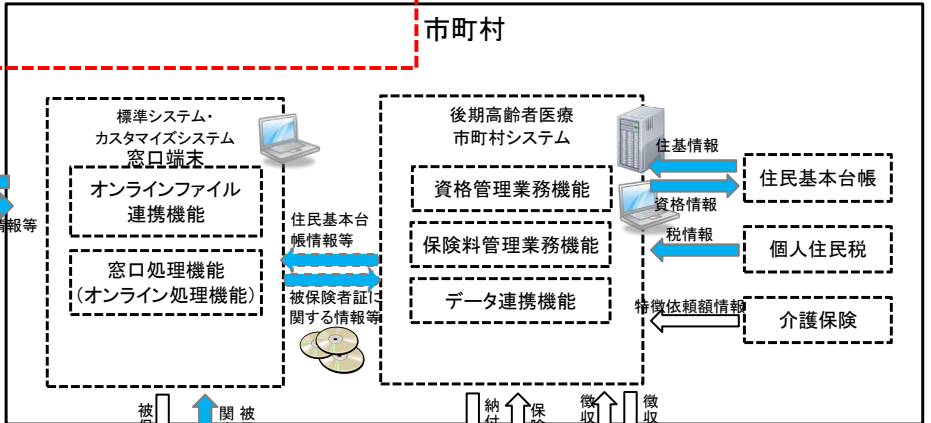 市町村
標準システム・
カスタマイズシステム
窓口端末
オンラインファイル
連携機能
窓口処理機能
(オンライン処理機能)
情報等
住民基本台
帳情報等
被保険者証に
関する情報等
後期高齢者医療
市町村システム
資格管理業務機能
保険料管理業務機能
データ連携機能
住基情報
資格情報
税情報
特徴依頼額情報
住民基本台帳
個人住民税
介護保険
被保
関
被
納付
保険
徴収
徴収